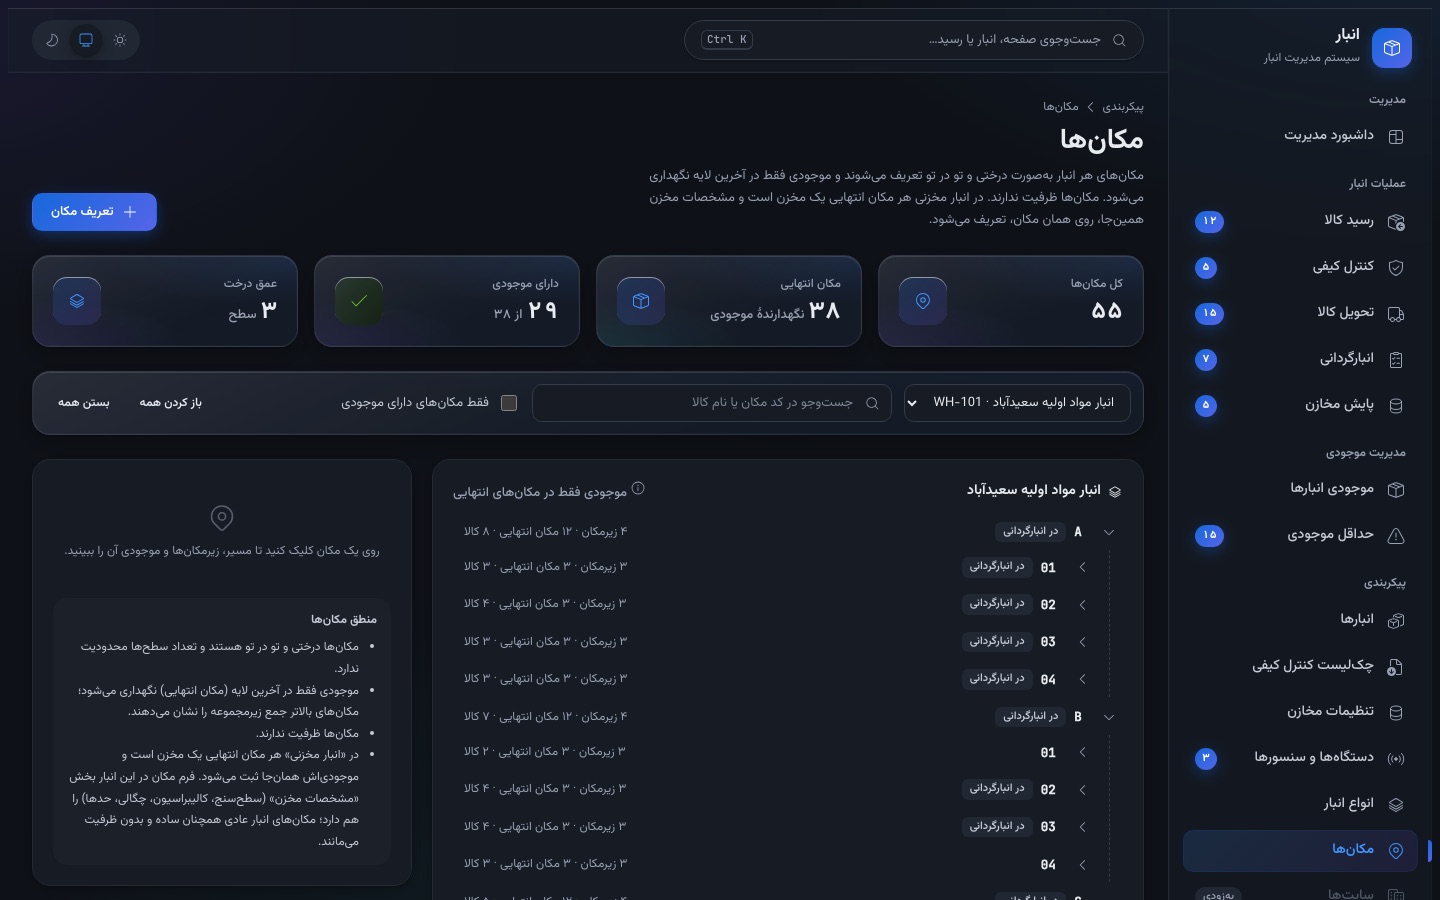 انبار
سیستم مدیریت انبار
مدیریت
داشبورد مدیریت
عملیات انبار
رسید کالا ۱۲
کنترل کیفی ۵
تحویل کالا ۱۵
انبارگردانی ۷
پایش مخازن ۵
مدیریت موجودی
موجودی انبارها
حداقل موجودی ۱۵
پیکربندی
انبارها
چک‌لیست کنترل کیفی
تنظیمات مخازن
دستگاه‌ها و سنسورها ۳
انواع انبار
مکان‌ها
سایت‌ها به‌زودی
جست‌وجوی صفحه، انبار یا رسید… Ctrl K
پیکربندی
مکان‌ها
مکان‌ها
مکان‌های هر انبار به‌صورت درختی و تو در تو تعریف می‌شوند و موجودی فقط در آخرین لایه نگهداری
می‌شود. مکان‌ها ظرفیت ندارند. در انبار مخزنی هر مکان انتهایی یک مخزن است و مشخصات مخزن
همین‌جا، روی همان مکان، تعریف می‌شود.
تعریف مکان
کل مکان‌ها
۵۵
مکان انتهایی
۳۸ نگهدارندهٔ موجودی
دارای موجودی
۲۹ از ۳۸
عمق درخت
۳ سطح
انبار مواد اولیه سعیدآباد · WH-101
جست‌وجو در کد مکان یا نام کالا
فقط مکان‌های دارای موجودی
باز کردن همه
بستن همه
انبار مواد اولیه سعیدآباد
موجودی فقط در مکان‌های انتهایی
A در انبارگردانی ۴ زیرمکان · ۱۲ مکان انتهایی · ۸ کالا
01 در انبارگردانی ۳ زیرمکان · ۳ مکان انتهایی · ۳ کالا
02 در انبارگردانی ۳ زیرمکان · ۳ مکان انتهایی · ۴ کالا
03 در انبارگردانی ۳ زیرمکان · ۳ مکان انتهایی · ۳ کالا
04 در انبارگردانی ۳ زیرمکان · ۳ مکان انتهایی · ۳ کالا
B در انبارگردانی ۴ زیرمکان · ۱۲ مکان انتهایی · ۷ کالا
01 ۳ زیرمکان · ۳ مکان انتهایی · ۲ کالا
02 در انبارگردانی ۳ زیرمکان · ۳ مکان انتهایی · ۴ کالا
03 در انبارگردانی ۳ زیرمکان · ۳ مکان انتهایی · ۴ کالا
04 ۳ زیرمکان · ۳ مکان انتهایی · ۳ کالا
روی یک مکان کلیک کنید تا مسیر، زیرمکان‌ها و موجودی آن را ببینید.
منطق مکان‌ها
• مکان‌ها درختی و تو در تو هستند و تعداد سطح‌ها محدودیت
ندارد.
• موجودی فقط در آخرین لایه (مکان انتهایی) نگهداری می‌شود؛
مکان‌های بالاتر جمع زیرمجموعه را نشان می‌دهند.
• مکان‌ها ظرفیت ندارند.
• در «انبار مخزنی» هر مکان انتهایی یک مخزن است و
موجودی‌اش همان‌جا ثبت می‌شود. فرم مکان در این انبار بخش
«مشخصات مخزن» (سطح‌سنج، کالیبراسیون، چگالی، حدها) را
هم دارد؛ مکان‌های انبار عادی همچنان ساده و بدون ظرفیت
می‌مانند.